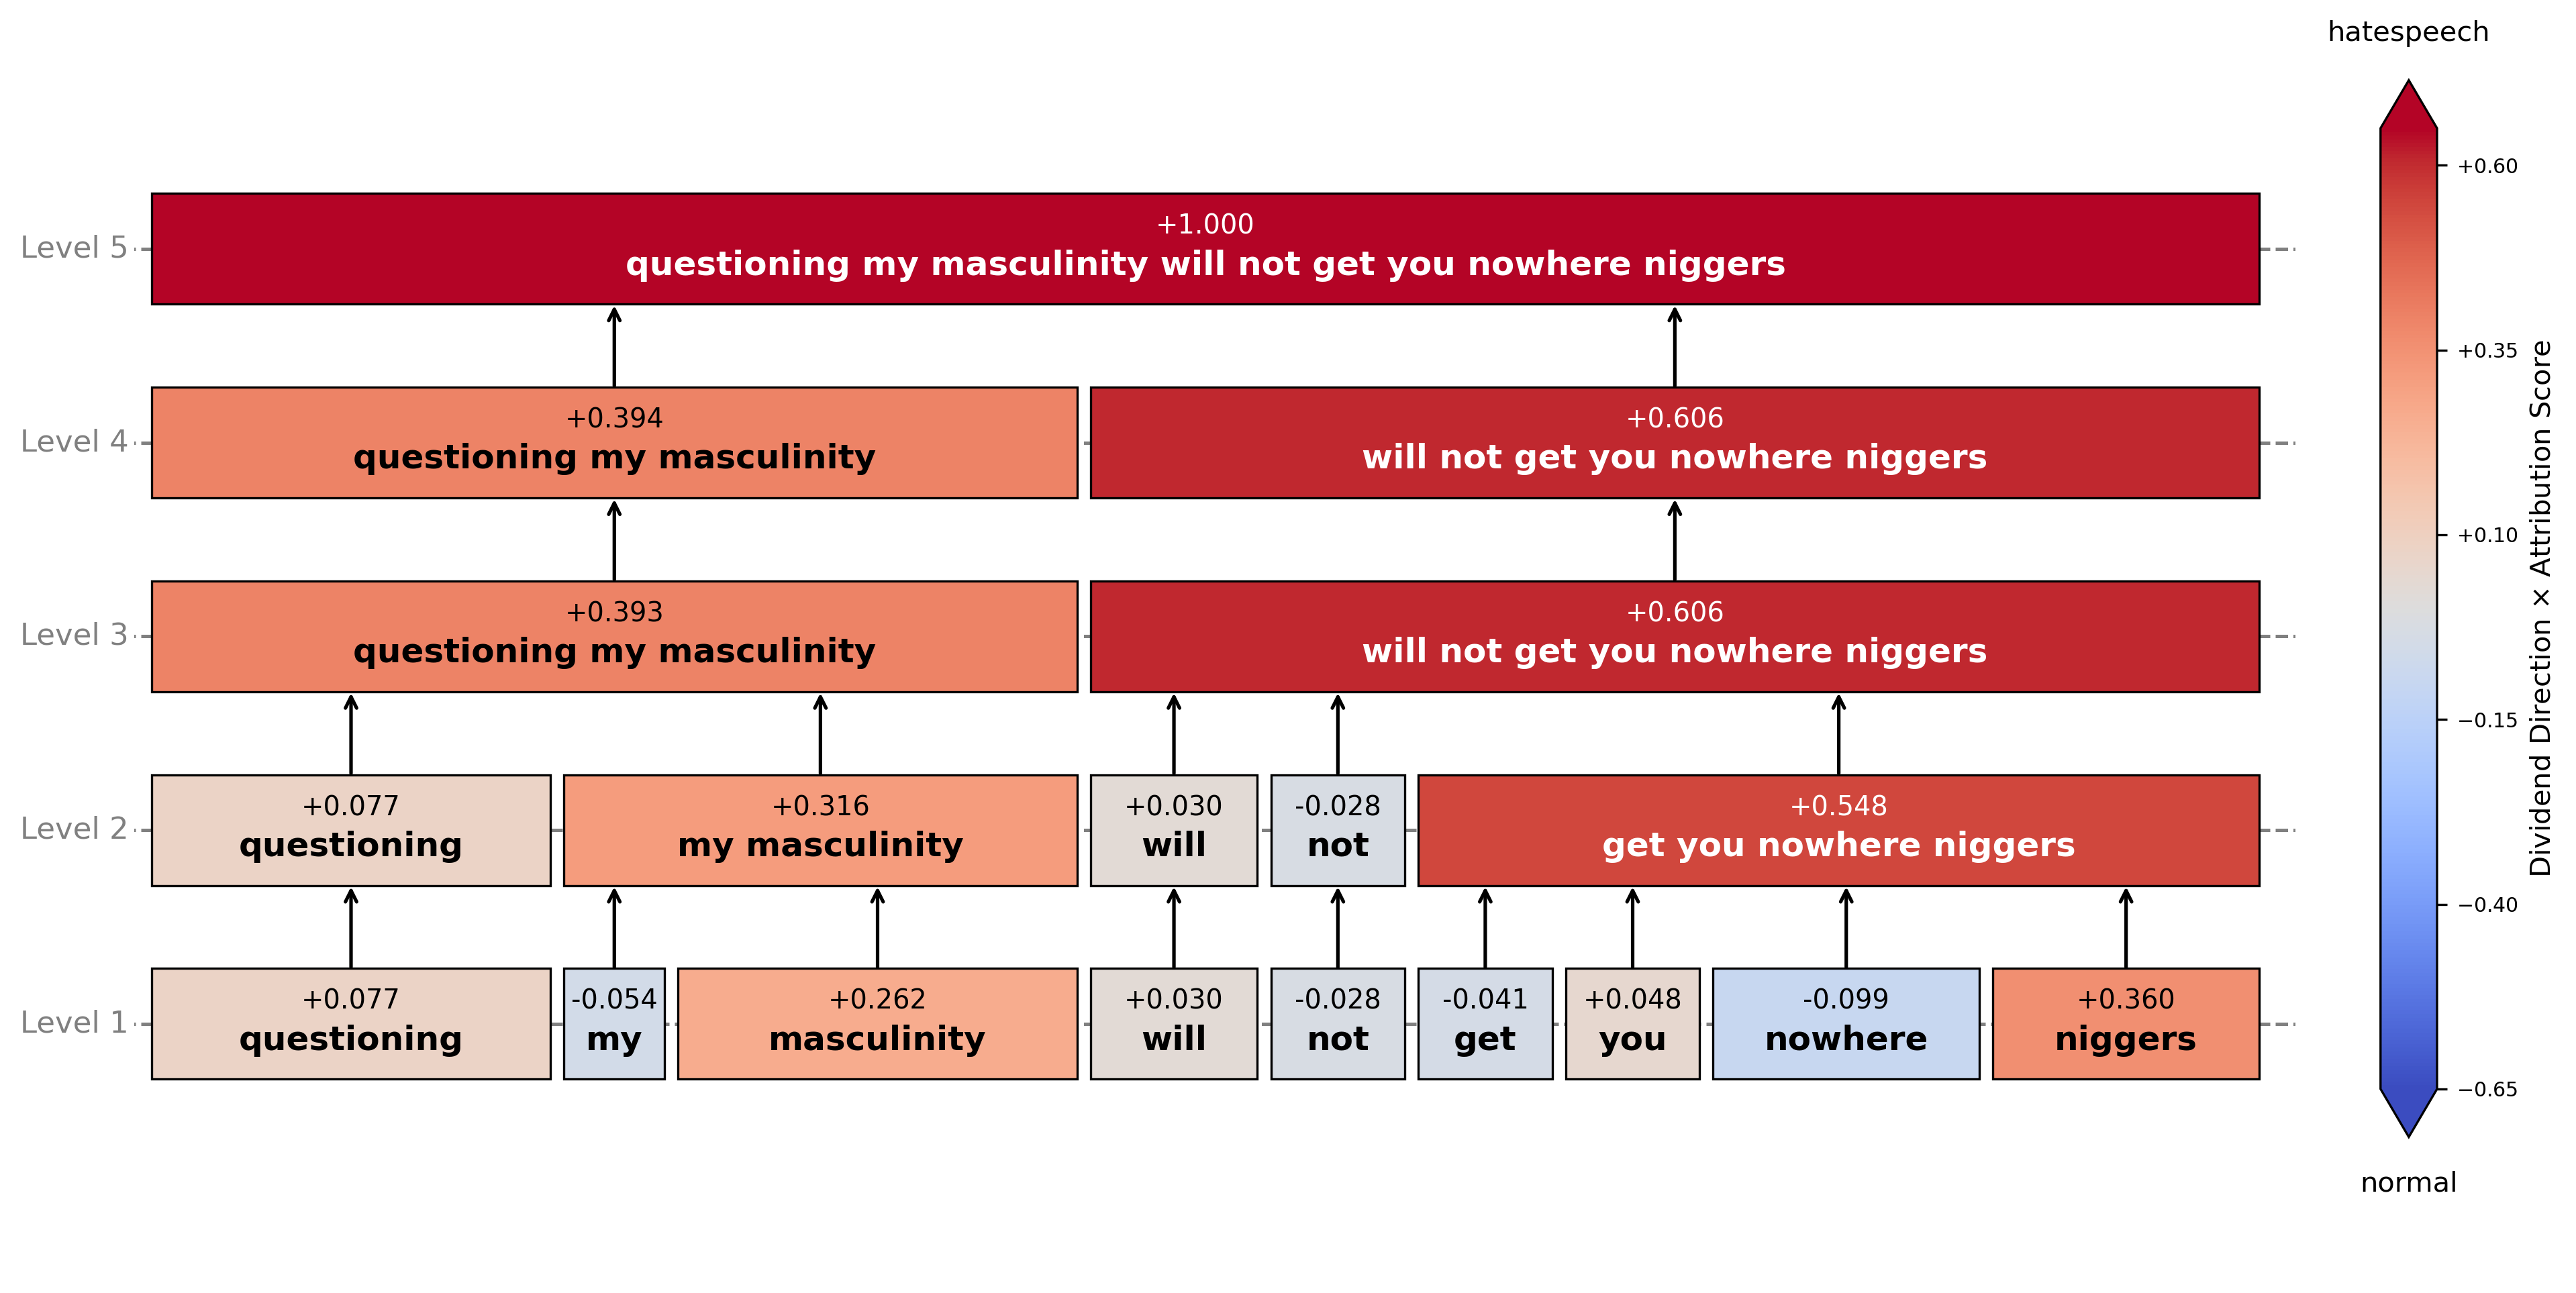 hatespeech
+1.000
Level 5
questioning my masculinity will not get you nowhere niggers
+0.394 +0.606
Level 4
questioning my masculinity will not get you nowhere niggers
+0.393 +0.606
Level 3
questioning my masculinity will not get you nowhere niggers
+0.077 +0.316 +0.030 -0.028 +0.548
Level 2
questioning my masculinity will not get you nowhere niggers
+0.077 -0.054 +0.262 +0.030 -0.028 -0.041 +0.048 -0.099 +0.360
Level 1
questioning my masculinity will not get you nowhere niggers
+0.60
+0.35
+0.10
−0.15
−0.40
−0.65
Dividend Direction × Attribution Score
normal